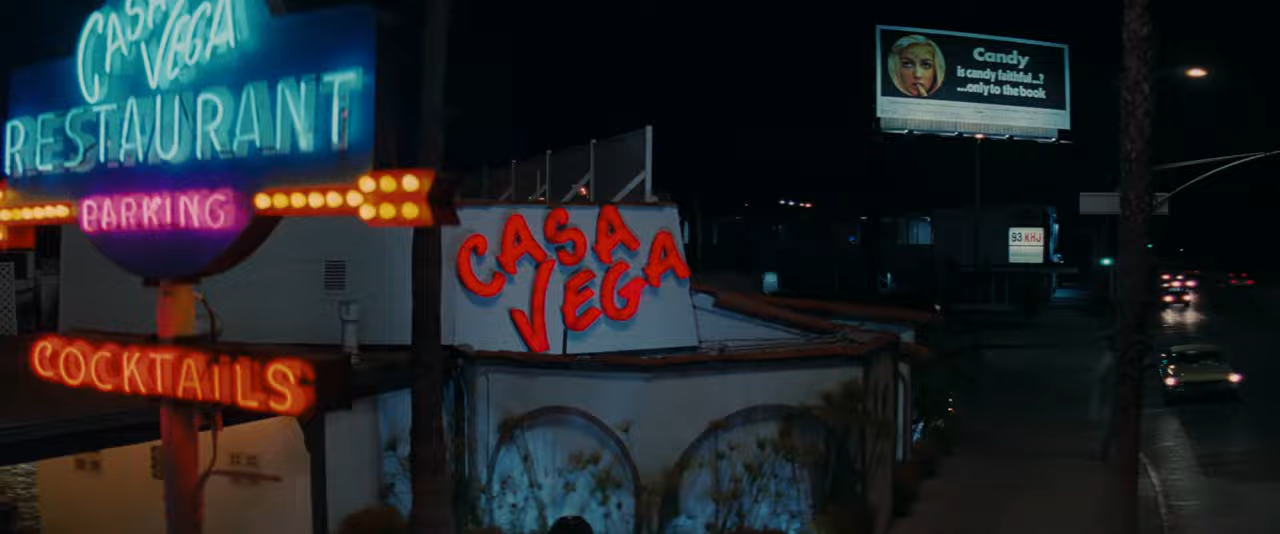 CASA
VEGA
RESTAURANT
PARKING
COCKTAILS
CASA
VEGA
Candy
is candy faithful...?
...only to the book
93 KHJ